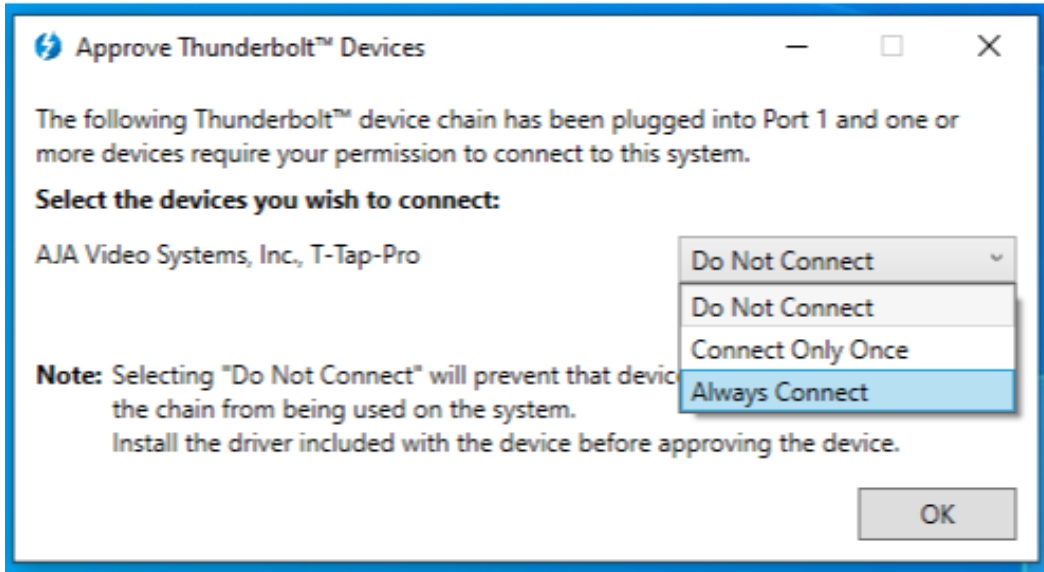 Approve Thunderbolt™ Devices
The following Thunderbolt™ device chain has been plugged into Port 1 and one or
more devices require your permission to connect to this system.
Select the devices you wish to connect:
AJA Video Systems, Inc., T-Tap-Pro
Do Not Connect
Do Not Connect
Connect Only Once
Always Connect
Note: Selecting "Do Not Connect" will prevent that
the chain from being used on the system.
Install the driver included with the device before approving the device.
OK